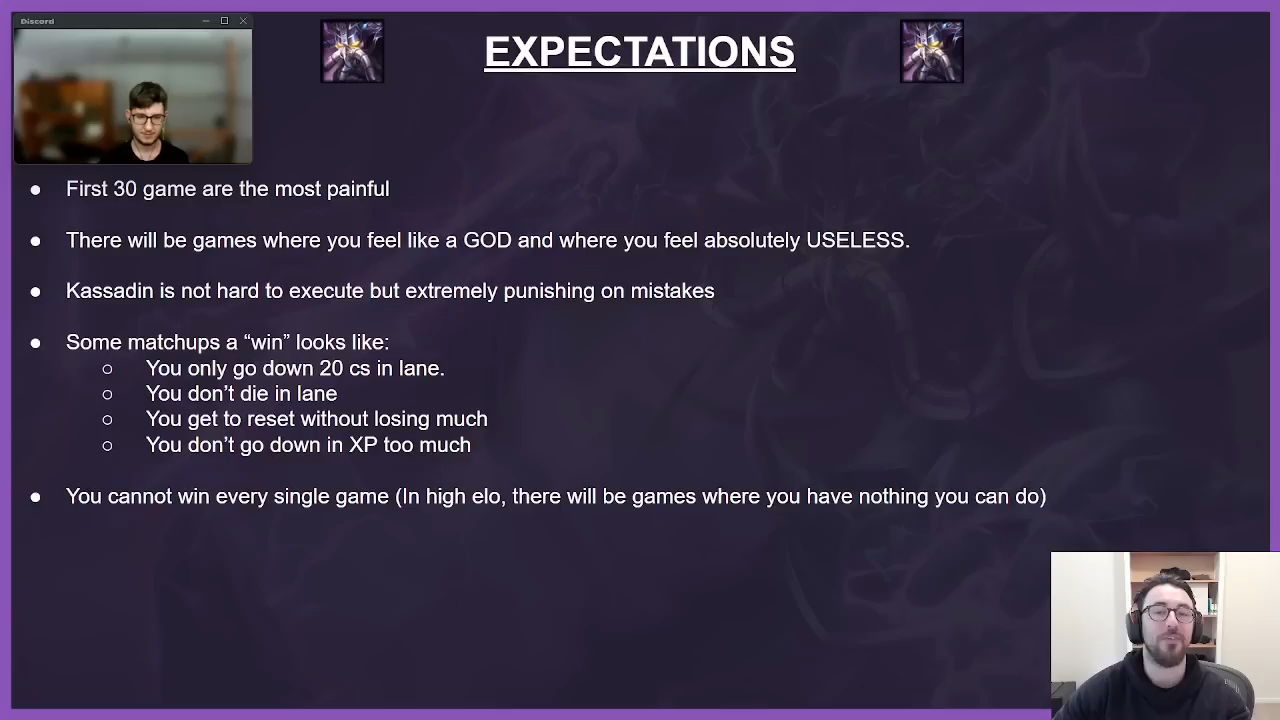 Discord
EXPECTATIONS
● First 30 game are the most painful
● There will be games where you feel like a GOD and where you feel absolutely USELESS.
● Kassadin is not hard to execute but extremely punishing on mistakes
● Some matchups a “win” looks like:
○ You only go down 20 cs in lane.
○ You don’t die in lane
○ You get to reset without losing much
○ You don’t go down in XP too much
● You cannot win every single game (In high elo, there will be games where you have nothing you can do)